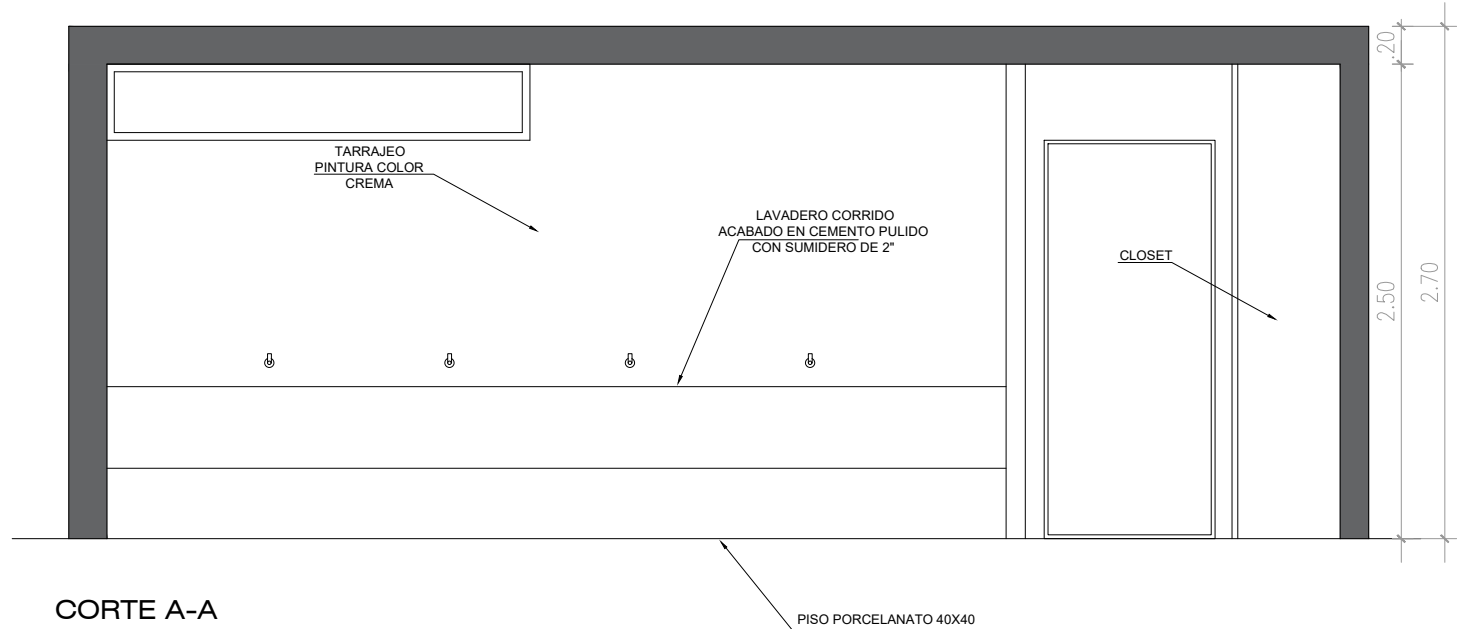 .20
TARRAJEO
PINTURA COLOR
CREMA
LAVADERO CORRIDO
ACABADO EN CEMENTO PULIDO
CON SUMIDERO DE 2"
CLOSET
2.50
2.70
CORTE A-A
PISO PORCELANATO 40X40